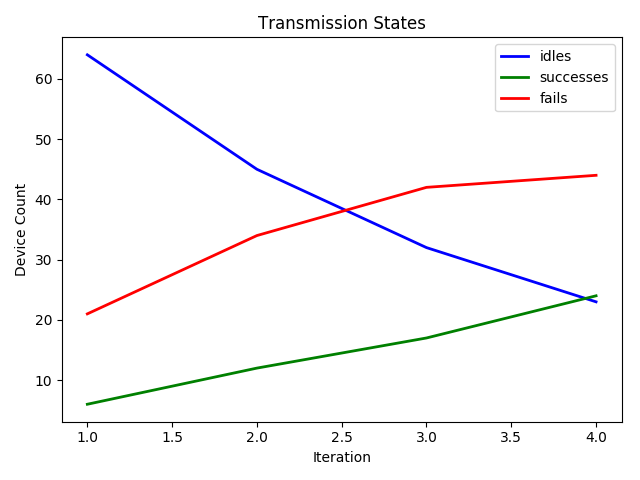 Transmission States
idles
successes
fails
Device Count
60
50
40
30
20
10
1.0 1.5 2.0 2.5 3.0 3.5 4.0
Iteration